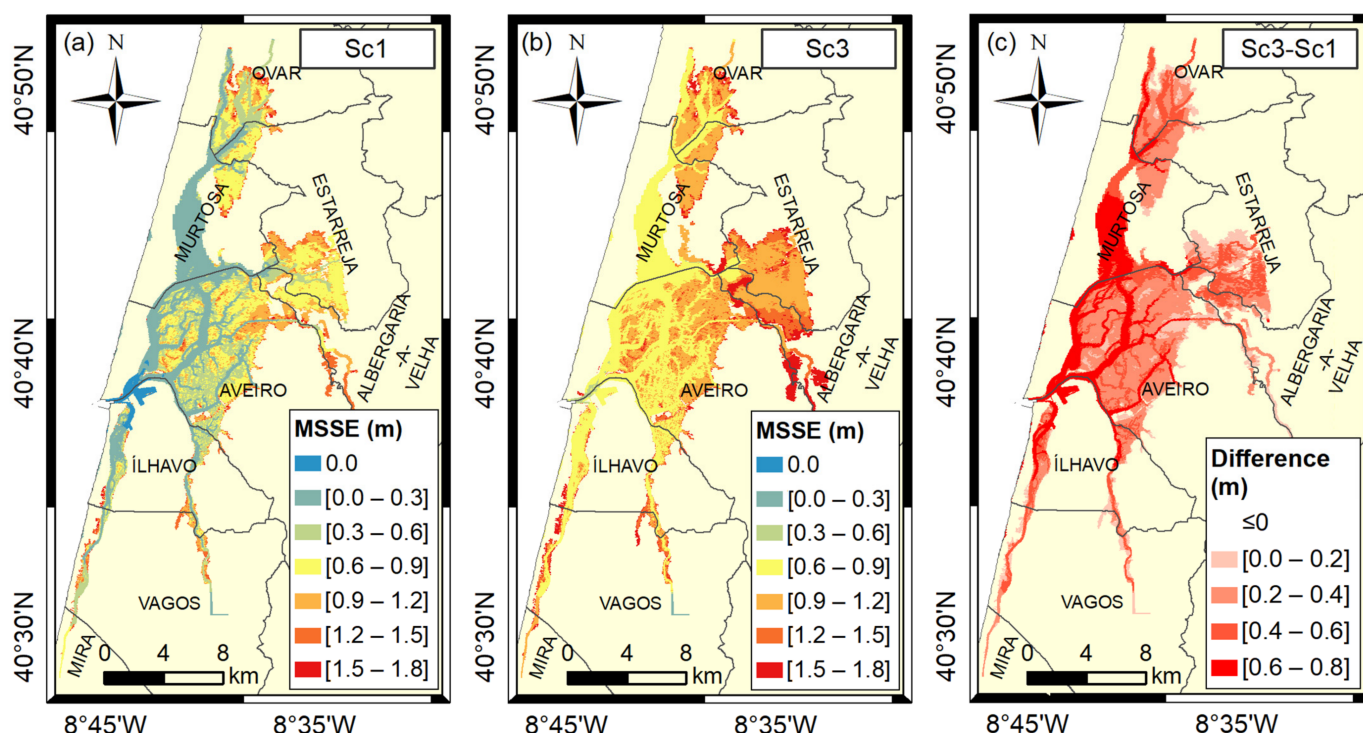 (a)
N
Sc1
OVAR
MURTOSA
ESTARREJA
ALBERGARIA
-A-
VELHA
AVEIRO
ÍLHAVO
VAGOS
MIRA
MSSE (m)
0.0
[0.0 – 0.3]
[0.3 – 0.6]
[0.6 – 0.9]
[0.9 – 1.2]
[1.2 – 1.5]
[1.5 – 1.8]
0 4 8
km
40°50'N
40°40'N
40°30'N
8°45'W 8°35'W
(b)
N
Sc3
OVAR
MURTOSA
ESTARREJA
ALBERGARIA
-A-
VELHA
AVEIRO
ÍLHAVO
VAGOS
MIRA
MSSE (m)
0.0
[0.0 – 0.3]
[0.3 – 0.6]
[0.6 – 0.9]
[0.9 – 1.2]
[1.2 – 1.5]
[1.5 – 1.8]
0 4 8
km
40°50'N
40°40'N
40°30'N
8°45'W 8°35'W
(c)
N
Sc3-Sc1
OVAR
MURTOSA
ESTARREJA
ALBERGARIA
-A-
VELHA
AVEIRO
ÍLHAVO
VAGOS
MIRA
Difference
(m)
≤0
[0.0 – 0.2]
[0.2 – 0.4]
[0.4 – 0.6]
[0.6 – 0.8]
0 4 8
km
40°50'N
40°40'N
40°30'N
8°45'W 8°35'W